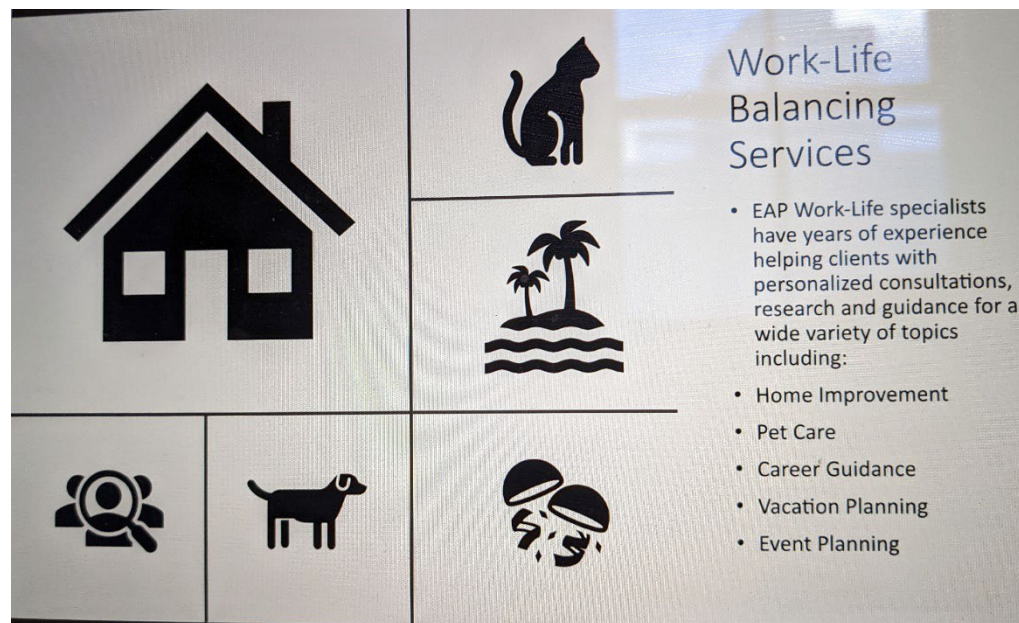 Work-Life
Balancing
Services
• EAP Work-Life specialists
have years of experience
helping clients with
personalized consultations,
research and guidance for a
wide variety of topics
including:
• Home Improvement
• Pet Care
• Career Guidance
• Vacation Planning
• Event Planning